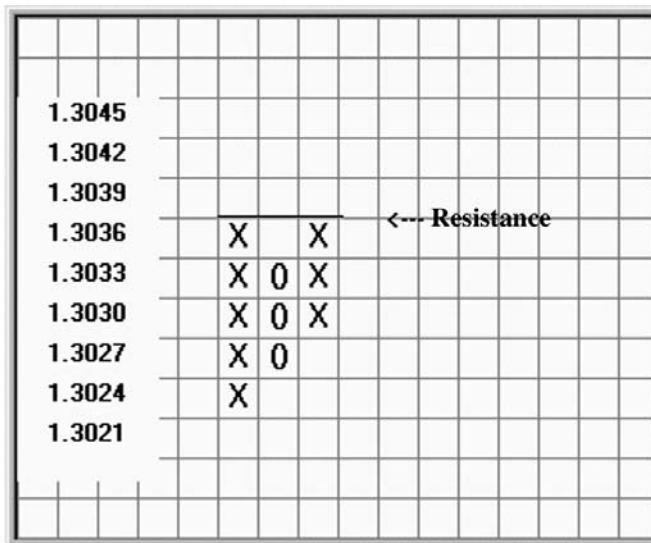 1.3045
1.3042
1.3039
<--- Resistance
1.3036 X X
1.3033 X 0 X
1.3030 X 0 X
1.3027 X 0
1.3024 X
1.3021